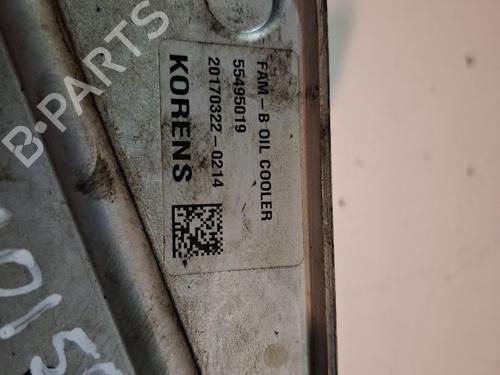 FAM-B OIL COOLER
55495019
20170322-0214
KORENS
B-PARTS